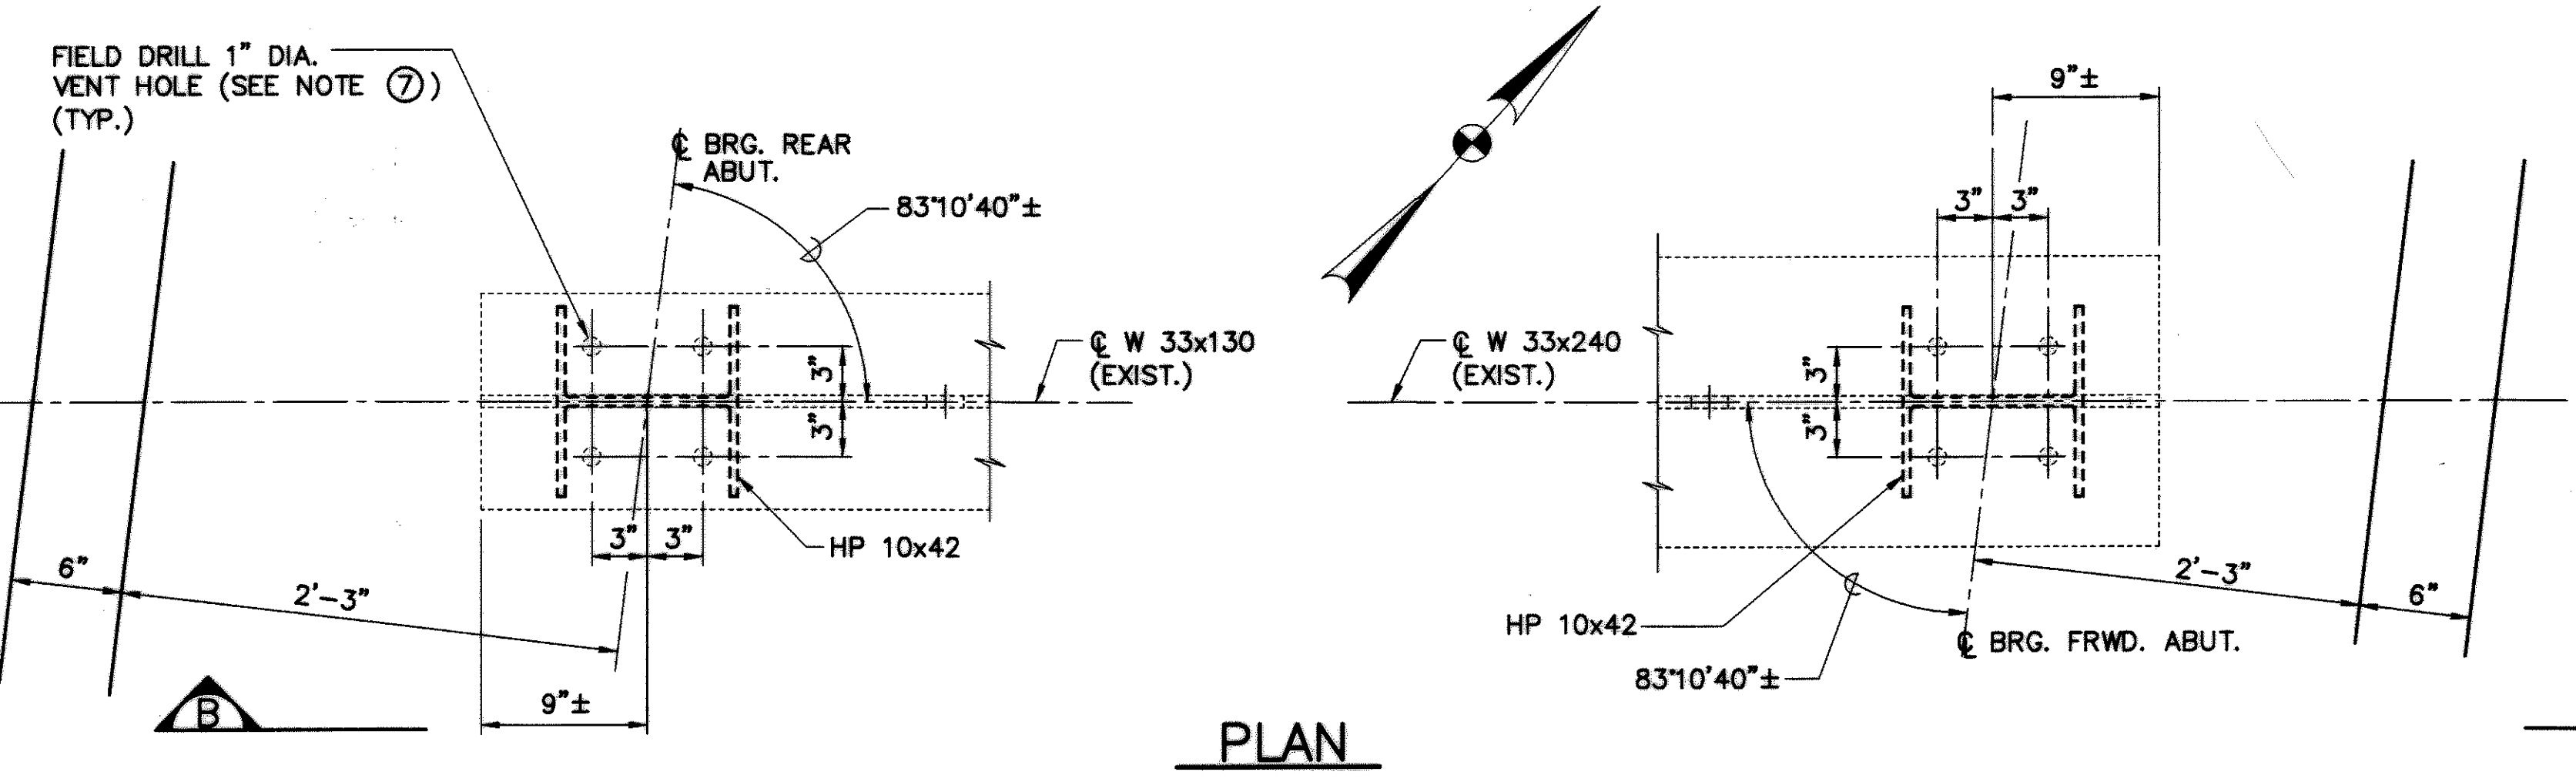 FIELD DRILL 1" DIA.
VENT HOLE (SEE NOTE 7)
(TYP.)
℄ BRG. REAR
ABUT.
83°10'40"±
℄ W 33x130
(EXIST.)
3"
3"
3"
3"
HP 10x42
6"
2'-3"
9"±
B
9"±
3"
3"
℄ W 33x240
(EXIST.)
3"
3"
HP 10x42
83°10'40"±
2'-3"
6"
℄ BRG. FRWD. ABUT.
PLAN